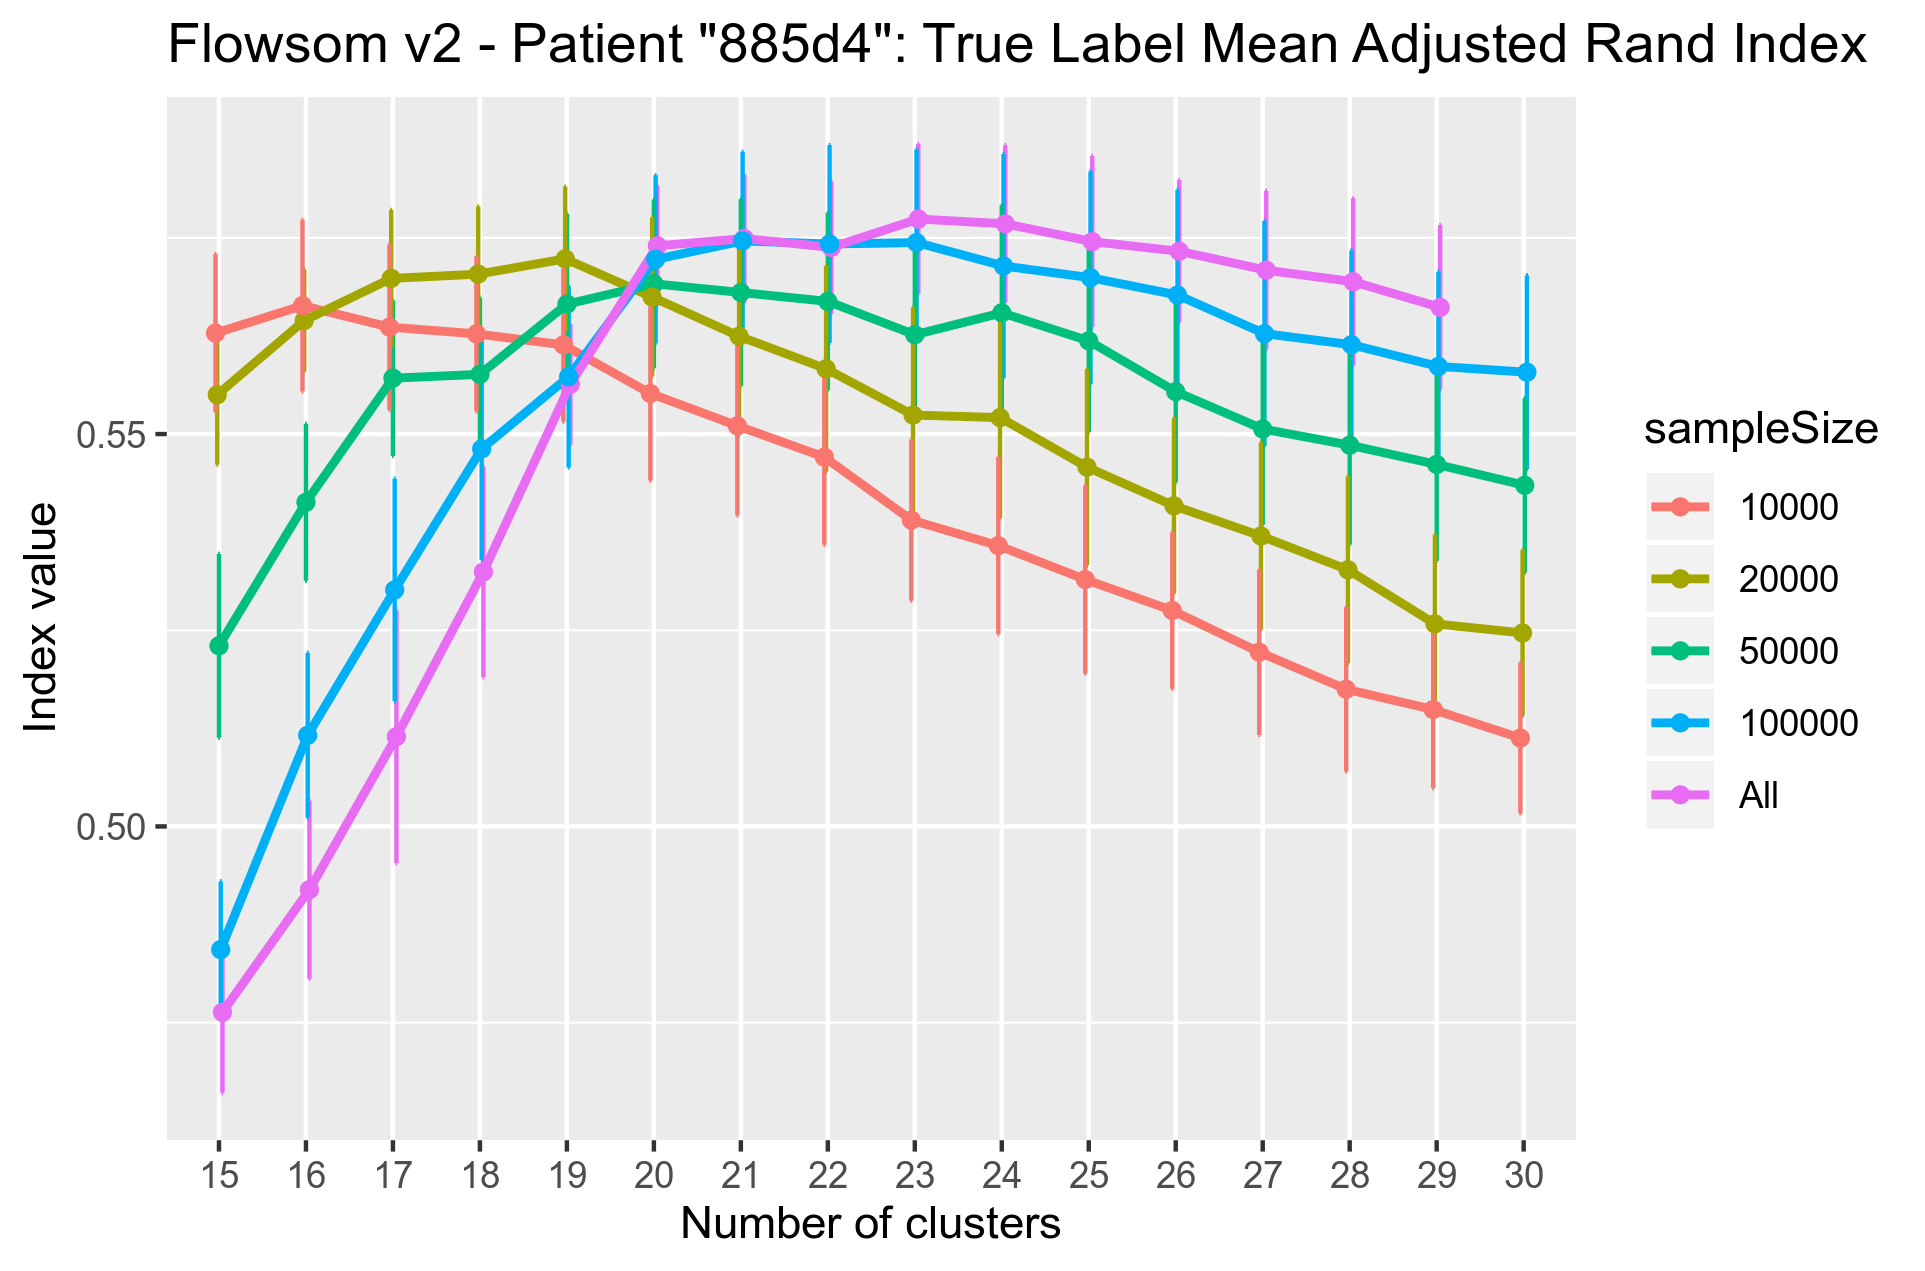 Flowsom v2 - Patient "885d4": True Label Mean Adjusted Rand Index
Index value
0.55
0.50
15 16 17 18 19 20 21 22 23 24 25 26 27 28 29 30
Number of clusters
sampleSize
10000
20000
50000
100000
All